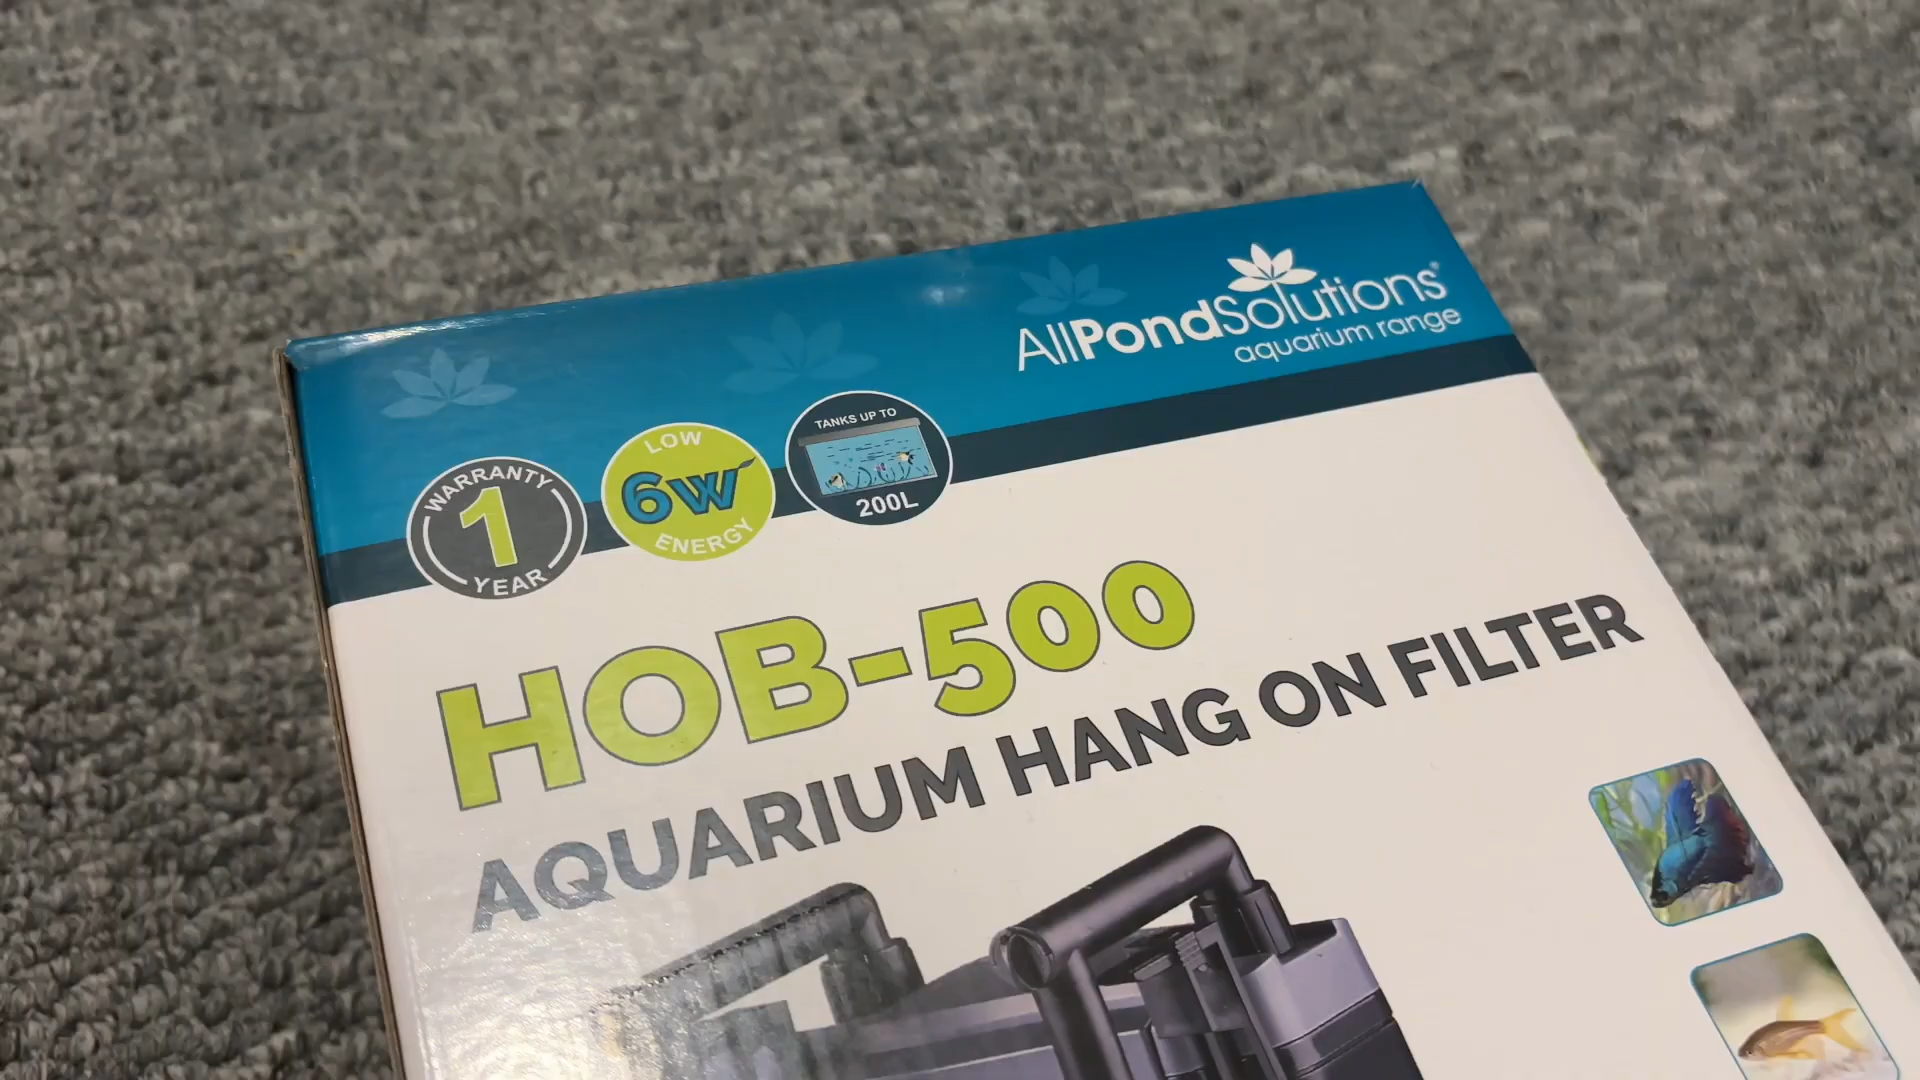 AllPondSolutions®
aquarium range
WARRANTY
1
YEAR
LOW
6W
ENERGY
TANKS UP TO
200L
HOB-500
AQUARIUM HANG ON FILTER